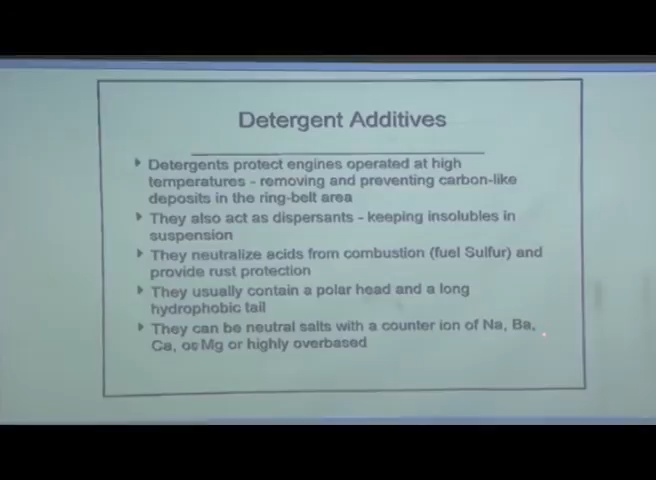 Detergent Additives
Detergents protect engines operated at high
temperatures - removing and preventing carbon-like
deposits in the ring-belt area
They also act as dispersants - keeping insolubles in
suspension
They neutralize acids from combustion (fuel Sulfur) and
provide rust protection
They usually contain a polar head and a long
hydrophobic tail
They can be neutral salts with a counter ion of Na, Ba,
Ca, or Mg or highly overbased